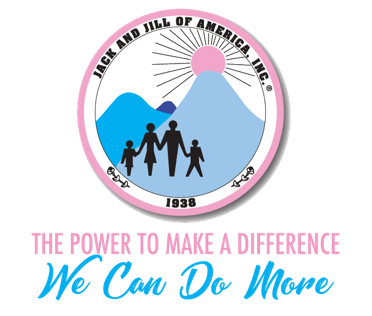 JACK AND JILL OF AMERICA, INC.®
1938
THE POWER TO MAKE A DIFFERENCE
We Can Do More